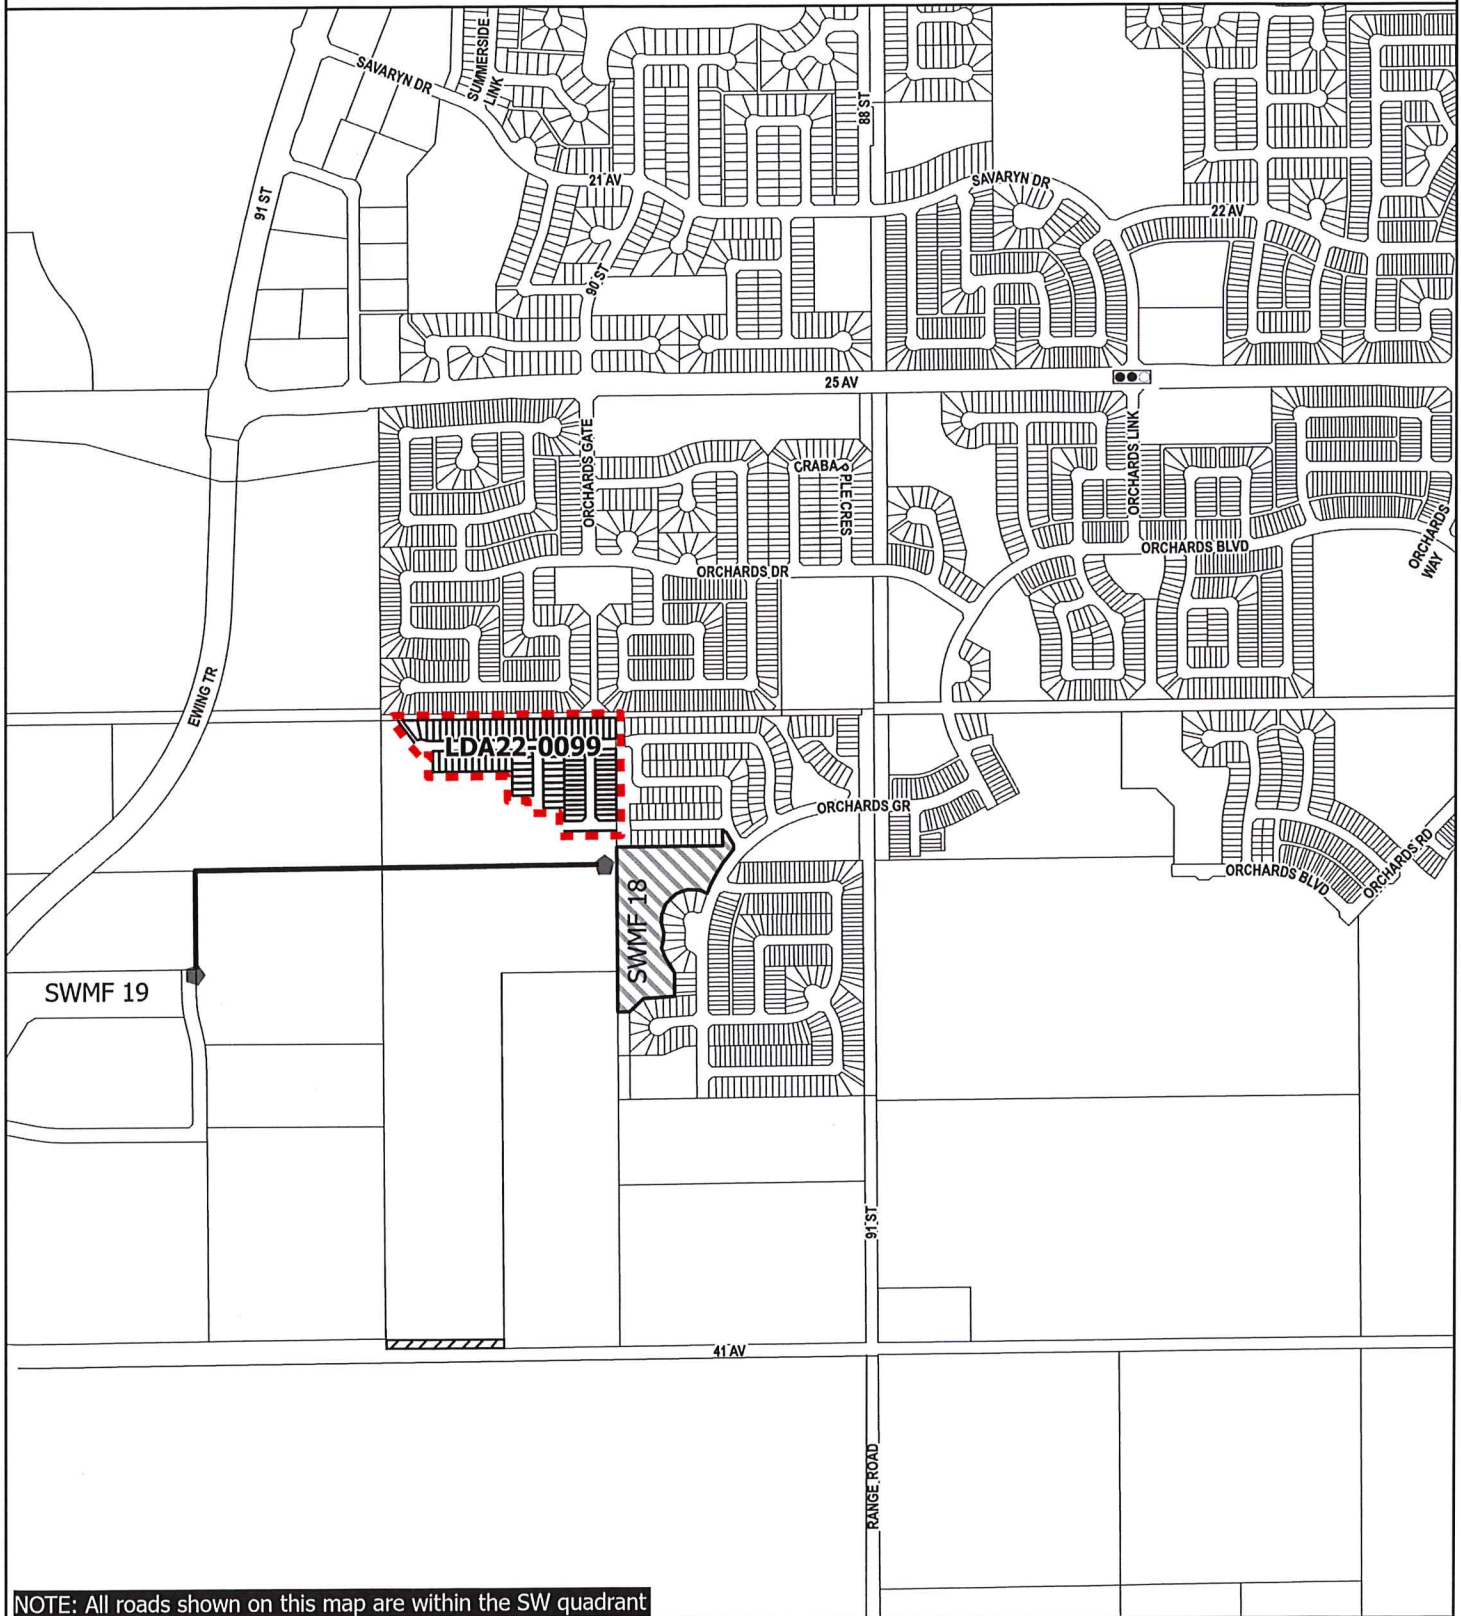 SAVARYN DR
SUMMERSIDE
LINK
88 ST
21 AV
SAVARYN DR
91 ST
22 AV
90 ST
25 AV
ORCHARDS GATE
ORCHARDS LINK
CRABAPPLE CRES
ORCHARDS
WAY
ORCHARDS BLVD
ORCHARDS DR
EWING TR
LDA22-0099
ORCHARDS GR
ORCHARDS RD
ORCHARDS BLVD
SWMF 18
SWMF 19
91 ST
41 AV
RANGE ROAD
NOTE: All roads shown on this map are within the SW quadrant